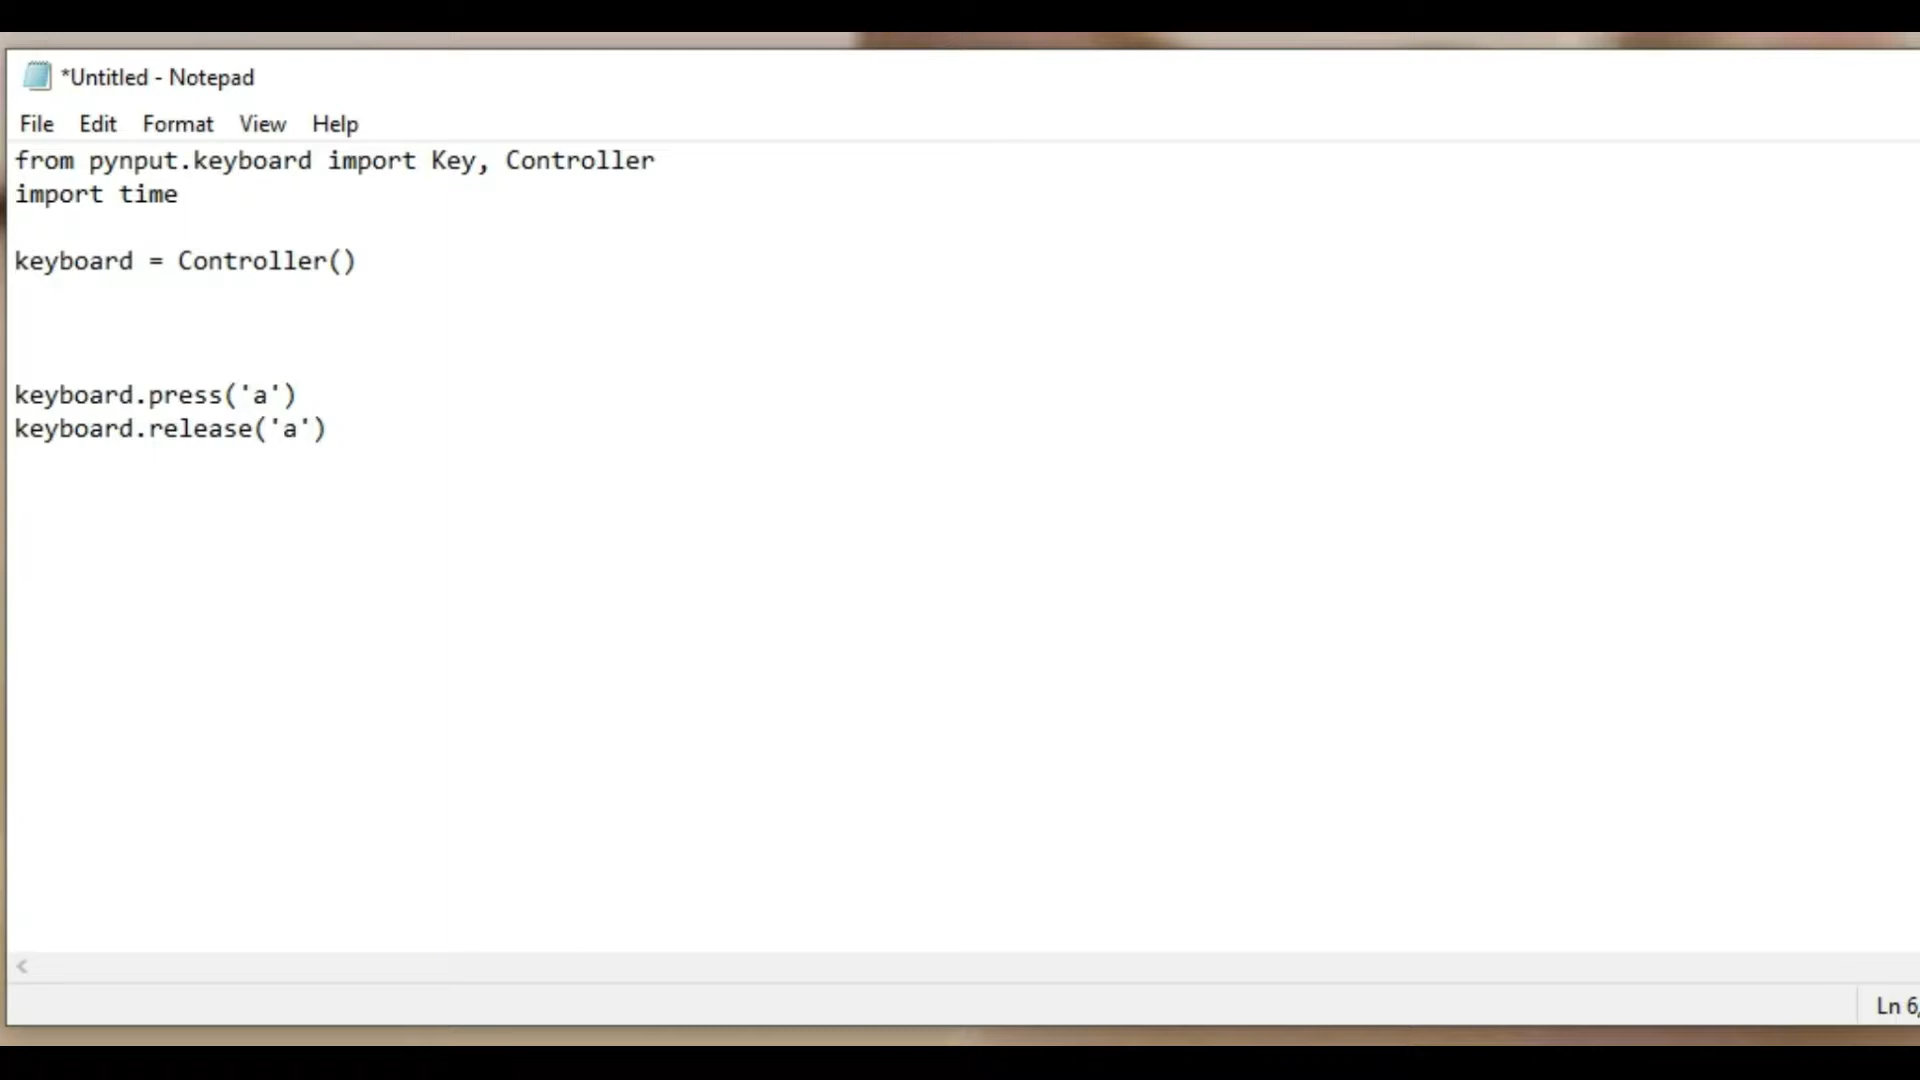 *Untitled - Notepad
File Edit Format View Help
from pynput.keyboard import Key, Controller
import time
keyboard = Controller()
keyboard.press('a')
keyboard.release('a')
Ln 6,